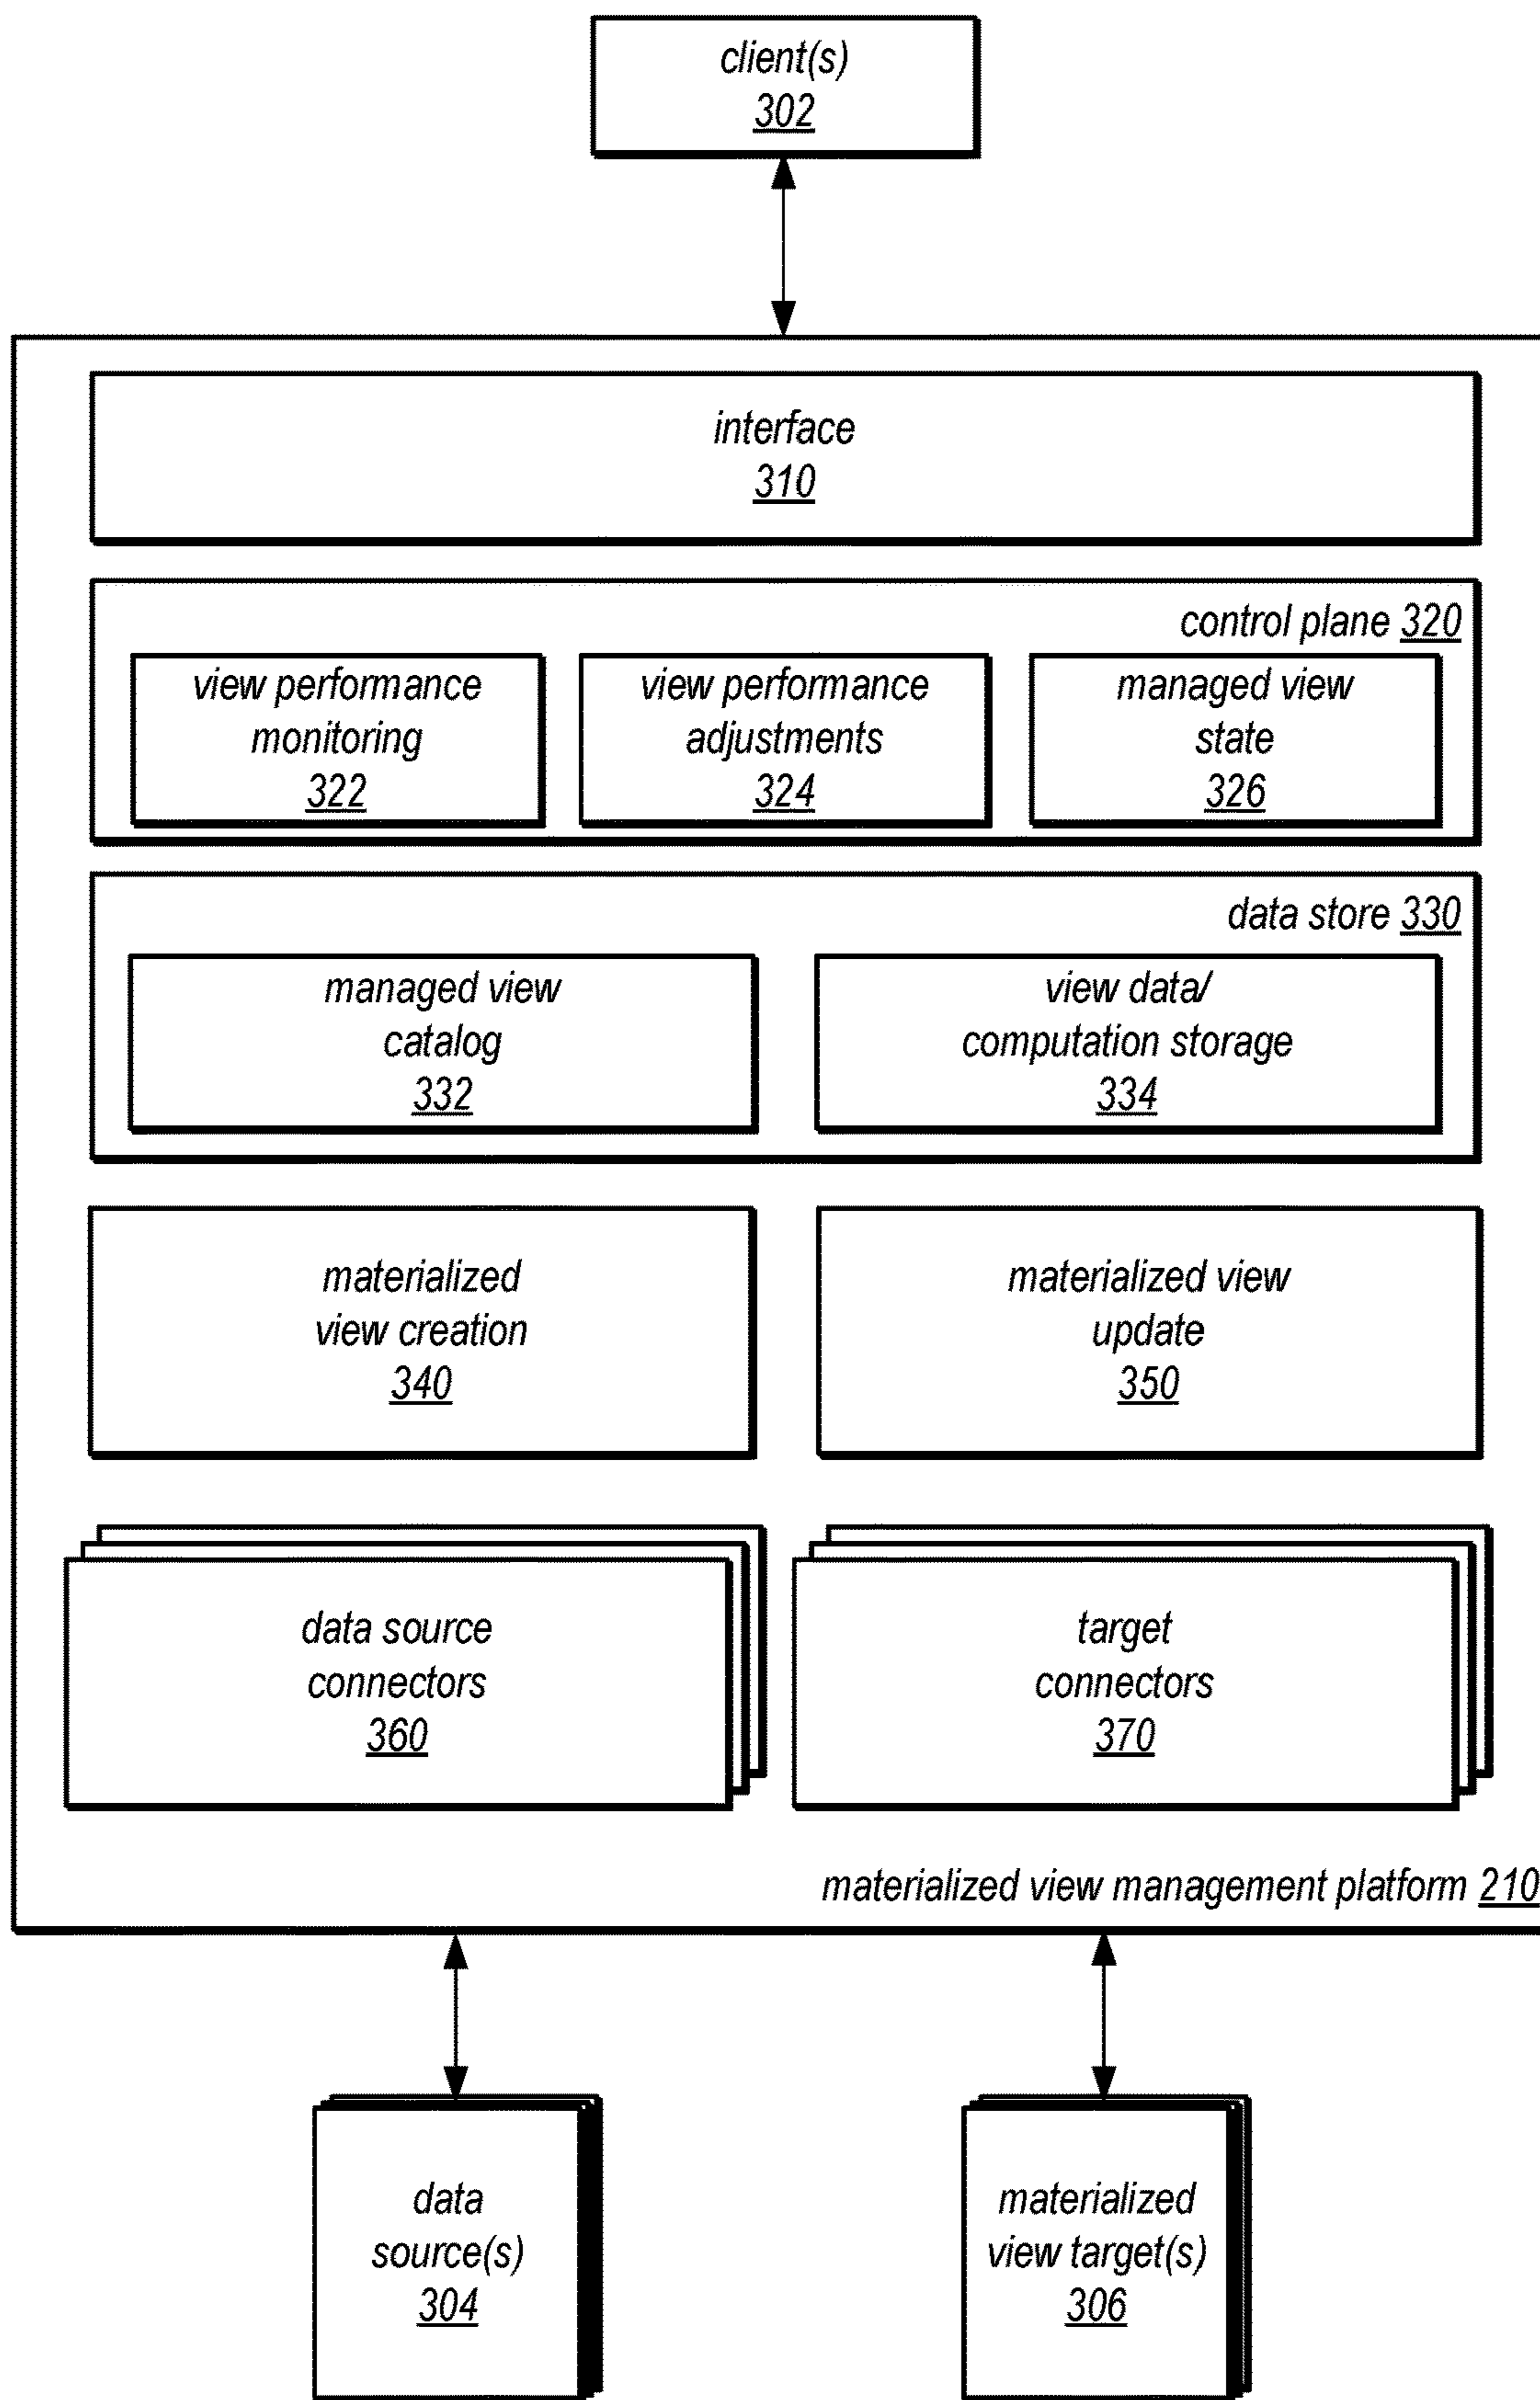 client(s)
302
interface
310
control plane 320
view performance
monitoring
322
view performance
adjustments
324
managed view
state
326
data store 330
managed view
catalog
332
view data/
computation storage
334
materialized
view creation
340
materialized view
update
350
data source
connectors
360
target
connectors
370
materialized view management platform 210
data
source(s)
304
materialized
view target(s)
306